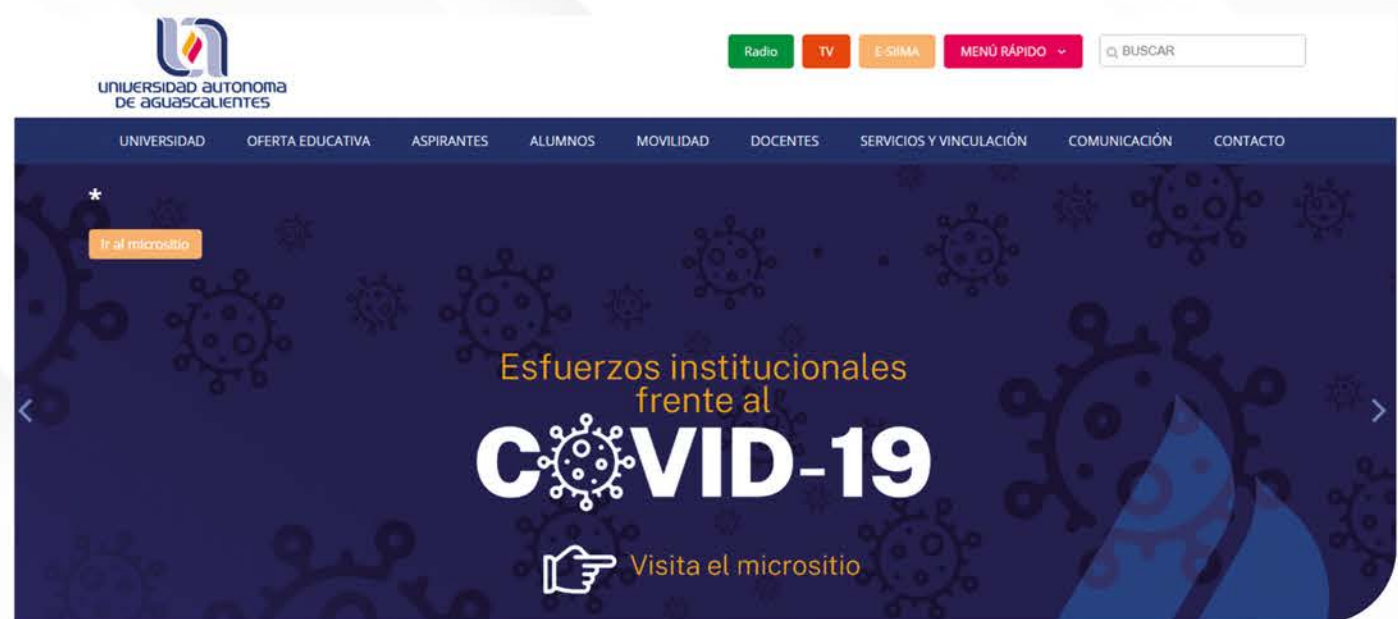 UNIVERSIDAD AUTONOMA
DE AGUASCALIENTES
Radio
TV
E-SIIMA
MENÚ RÁPIDO
BUSCAR
UNIVERSIDAD
OFERTA EDUCATIVA
ASPIRANTES
ALUMNOS
MOVILIDAD
DOCENTES
SERVICIOS Y VINCULACIÓN
COMUNICACIÓN
CONTACTO
*
Ir al micrositio
Esfuerzos institucionales
frente al
COVID-19
Visita el micrositio